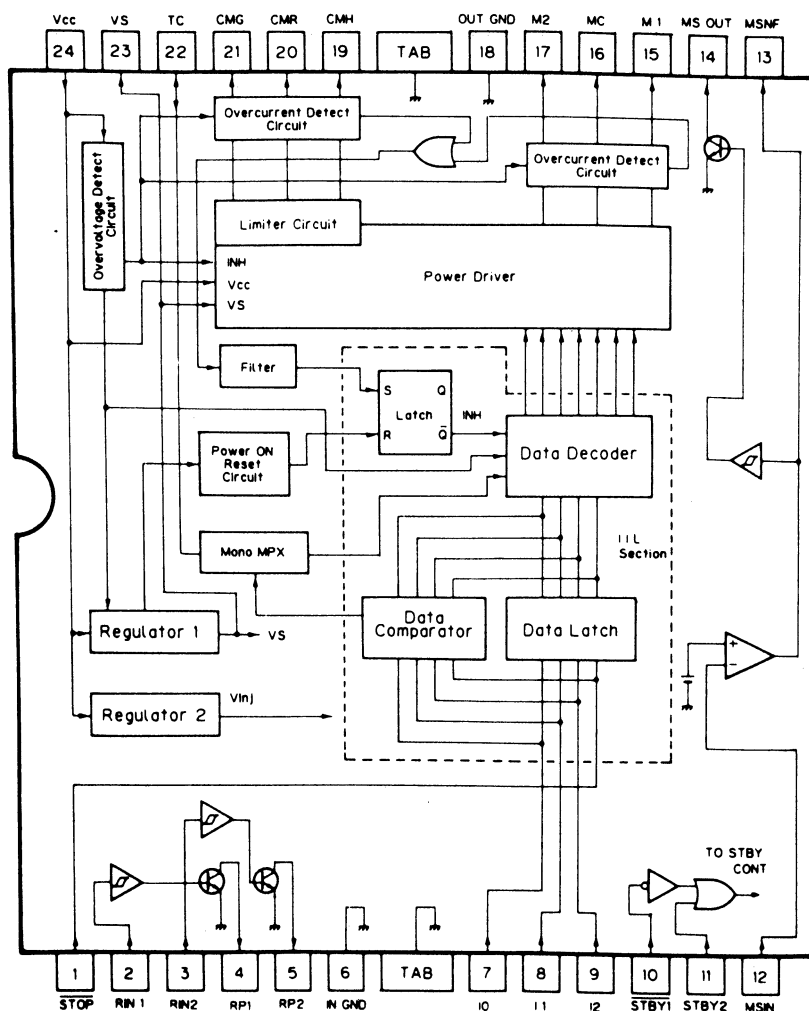 Vcc VS TC CMG CMR CMH OUT GND M2 MC M1 MS OUT MSNF
24 23 22 21 20 19 TAB 18 17 16 15 14 13
Overcurrent Detect
Circuit
Overcurrent Detect
Circuit
Overvoltage Detect
Circuit
Limiter Circuit
INH
Vcc
VS
Power Driver
Filter
S Q
Latch
R Q̅
INH
Power ON
Reset
Circuit
Data Decoder
Mono MPX
IIL
Section
Data
Comparator
Data Latch
Regulator 1
VS
+
−
Regulator 2
Vinj
TO STBY
CONT
1 2 3 4 5 6 TAB 7 8 9 10 11 12
S̅T̅O̅P̅ RIN 1 RIN2 RP1 RP2 IN GND I0 I1 I2 S̅T̅B̅Y̅1̅ STBY2 MSIN